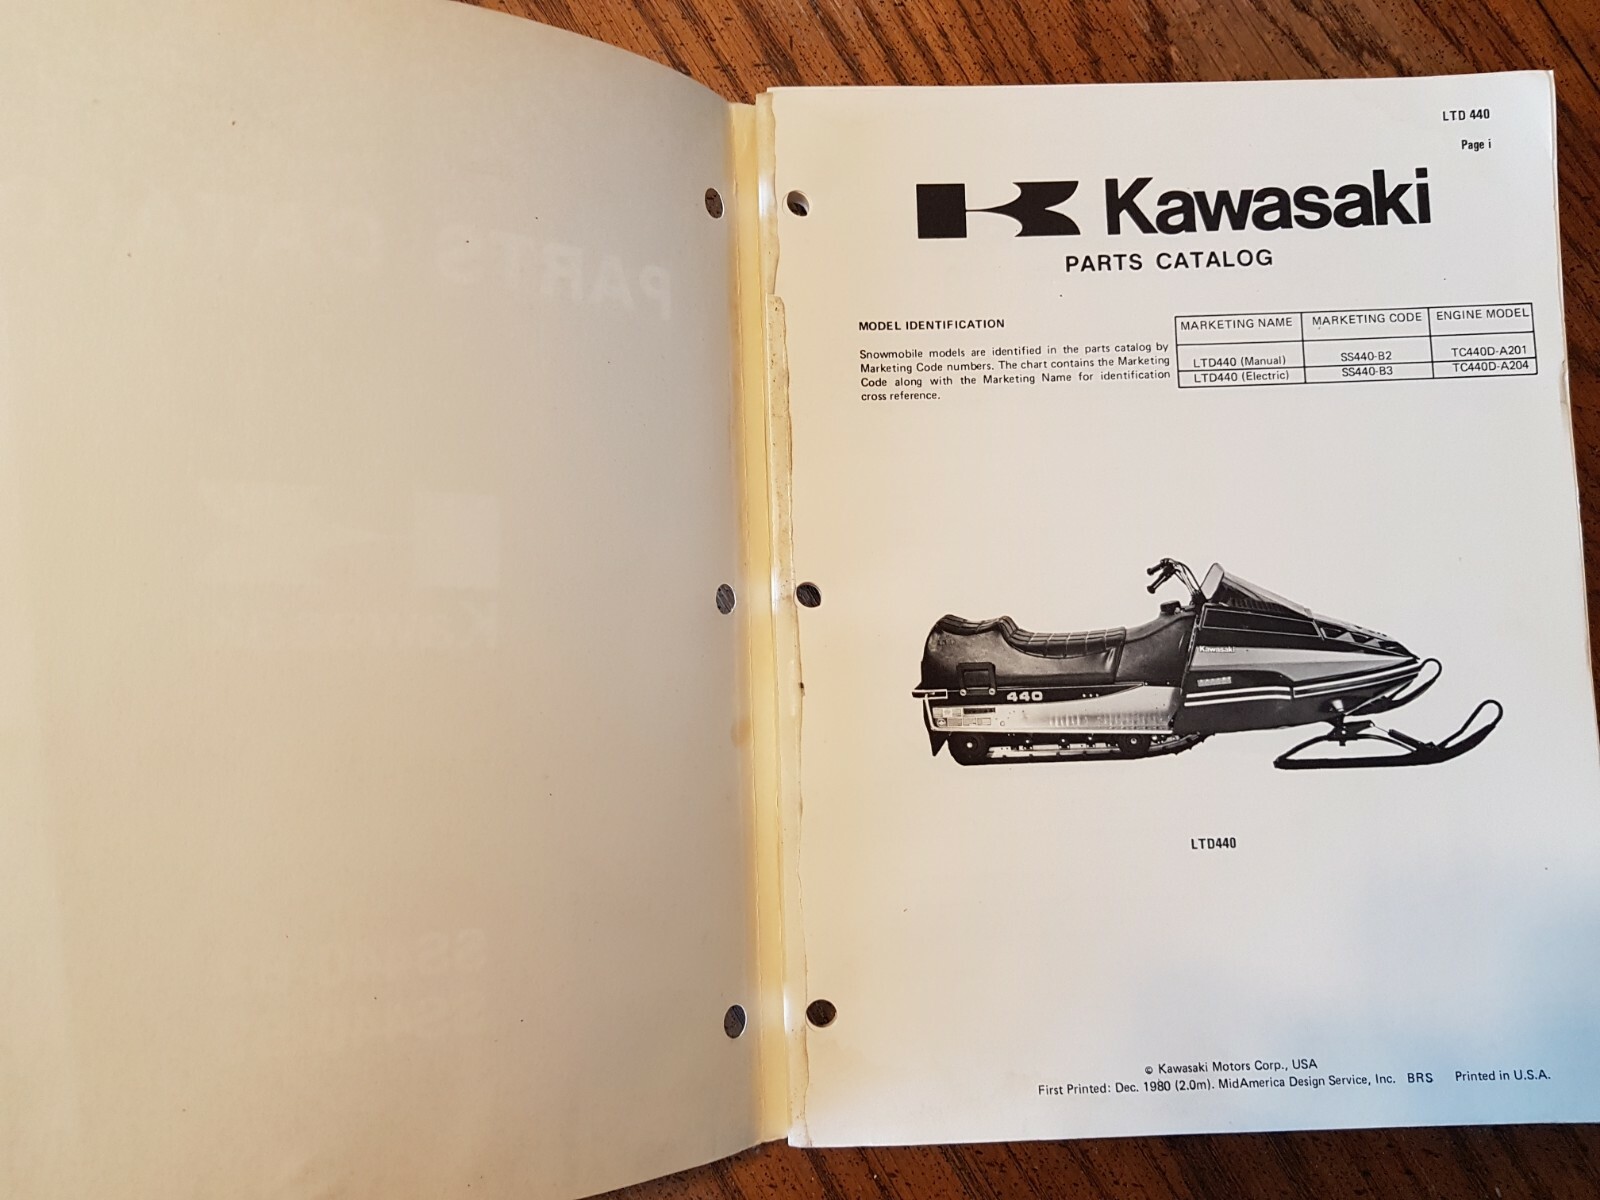 LTD 440
Page i
Kawasaki
PARTS CATALOG
MODEL IDENTIFICATION
Snowmobile models are identified in the parts catalog by
Marketing Code numbers. The chart contains the Marketing
Code along with the Marketing Name for identification
cross reference.
MARKETING NAME MARKETING CODE ENGINE MODEL
LTD440 (Manual) SS440-B2 TC440D-A201
LTD440 (Electric) SS440-B3 TC440D-A204
Kawasaki
440
LTD440
© Kawasaki Motors Corp., USA
First Printed: Dec. 1980 (2.0m). MidAmerica Design Service, Inc. BRS Printed in U.S.A.
PARTS